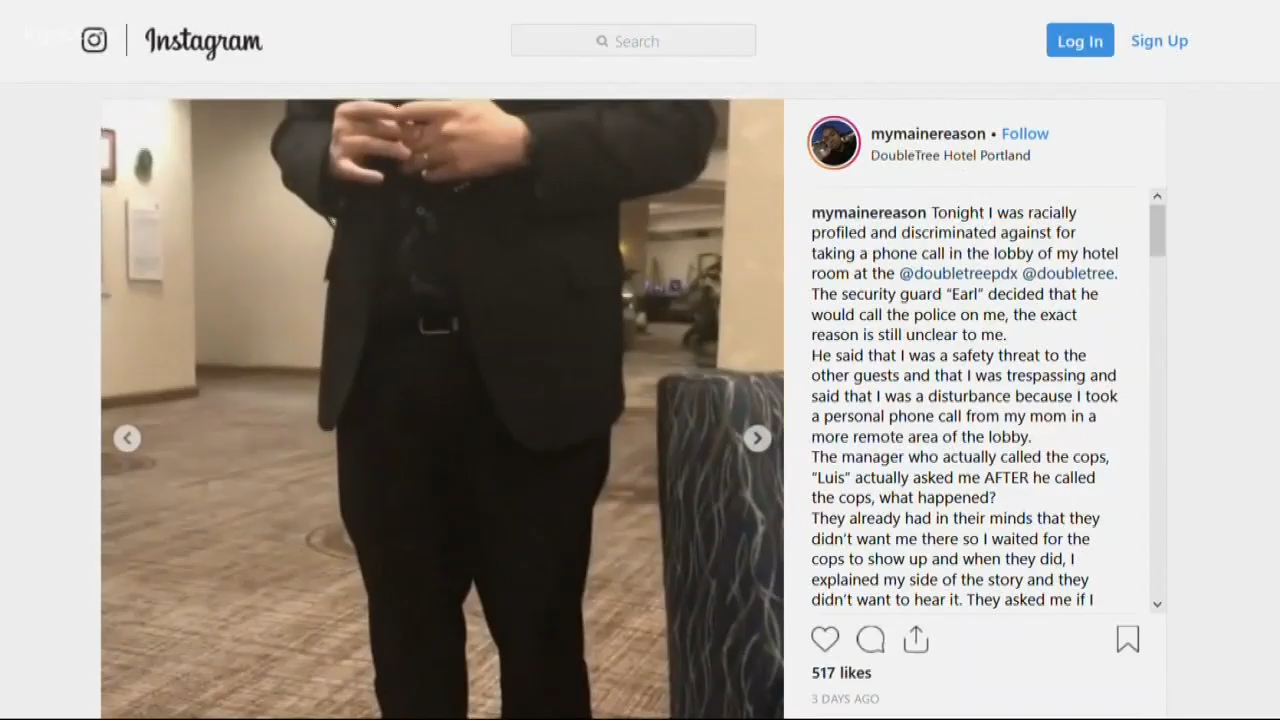 Instagram
Search
Log In
Sign Up
mymainereason • Follow
DoubleTree Hotel Portland
mymainereason Tonight I was racially
profiled and discriminated against for
taking a phone call in the lobby of my hotel
room at the @doubletreepdx @doubletree.
The security guard “Earl” decided that he
would call the police on me, the exact
reason is still unclear to me.
He said that I was a safety threat to the
other guests and that I was trespassing and
said that I was a disturbance because I took
a personal phone call from my mom in a
more remote area of the lobby.
The manager who actually called the cops,
“Luis” actually asked me AFTER he called
the cops, what happened?
They already had in their minds that they
didn’t want me there so I waited for the
cops to show up and when they did, I
explained my side of the story and they
didn’t want to hear it. They asked me if I
517 likes
3 DAYS AGO